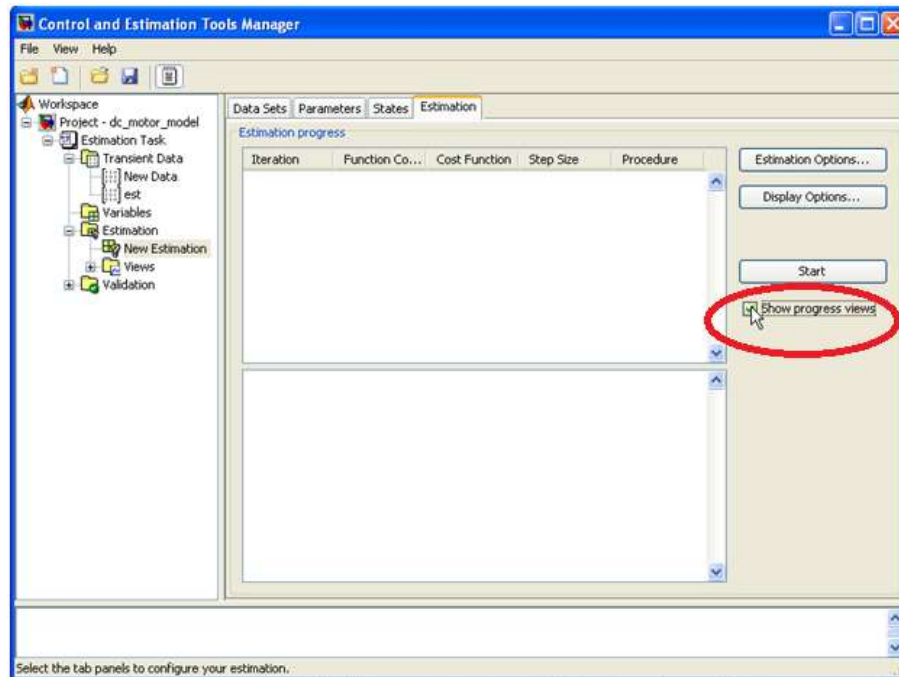 Control and Estimation Tools Manager
File View Help
Workspace
Project - dc_motor_model
Estimation Task
Transient Data
New Data
est
Variables
Estimation
New Estimation
Views
Validation
Data Sets Parameters States Estimation
Estimation progress
Iteration Function Co... Cost Function Step Size Procedure
Estimation Options...
Display Options...
Start
Show progress views
Select the tab panels to configure your estimation.